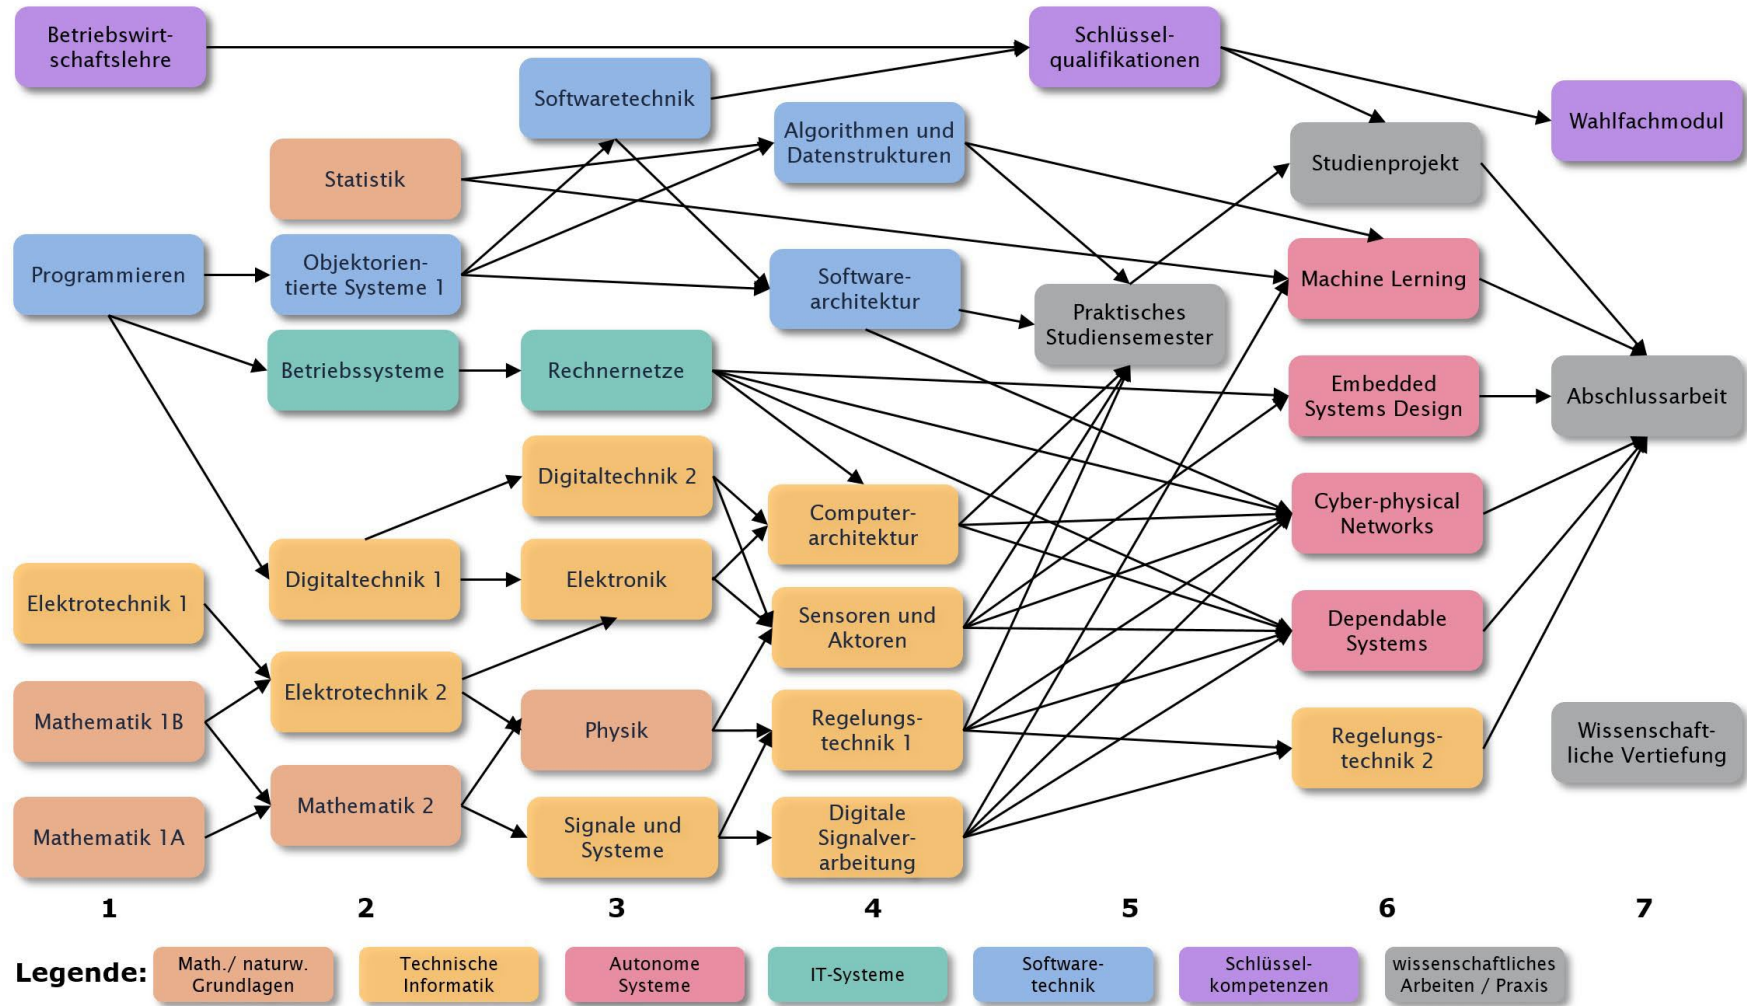 Betriebswirt-
schaftslehre
Programmieren
Elektrotechnik 1
Mathematik 1B
Mathematik 1A
1
Statistik
Objektorien-
tierte Systeme 1
Betriebssysteme
Digitaltechnik 1
Elektrotechnik 2
Mathematik 2
2
Softwaretechnik
Rechnernetze
Digitaltechnik 2
Elektronik
Physik
Signale und
Systeme
3
Algorithmen und
Datenstrukturen
Software-
architektur
Computer-
architektur
Sensoren und
Aktoren
Regelungs-
technik 1
Digitale
Signalver-
arbeitung
4
Schlüssel-
qualifikationen
Praktisches
Studiensemester
5
Studienprojekt
Machine Lerning
Embedded
Systems Design
Cyber-physical
Networks
Dependable
Systems
Regelungs-
technik 2
6
Wahlfachmodul
Abschlussarbeit
Wissenschaft-
liche Vertiefung
7
Legende:
Math./ naturw.
Grundlagen
Technische
Informatik
Autonome
Systeme
IT-Systeme
Software-
technik
Schlüssel-
kompetenzen
wissenschaftliches
Arbeiten / Praxis